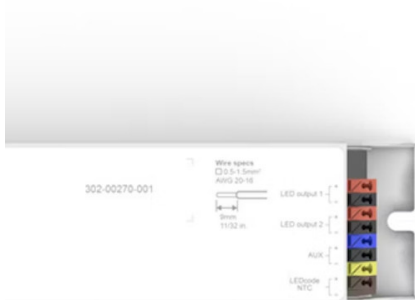 302-00270-001
Wire specs
0.5-1.5mm²
AWG 20-16
9mm
11/32 in.
LED output 1
+
-
LED output 2
+
-
AUX
+
-
LEDcode
NTC